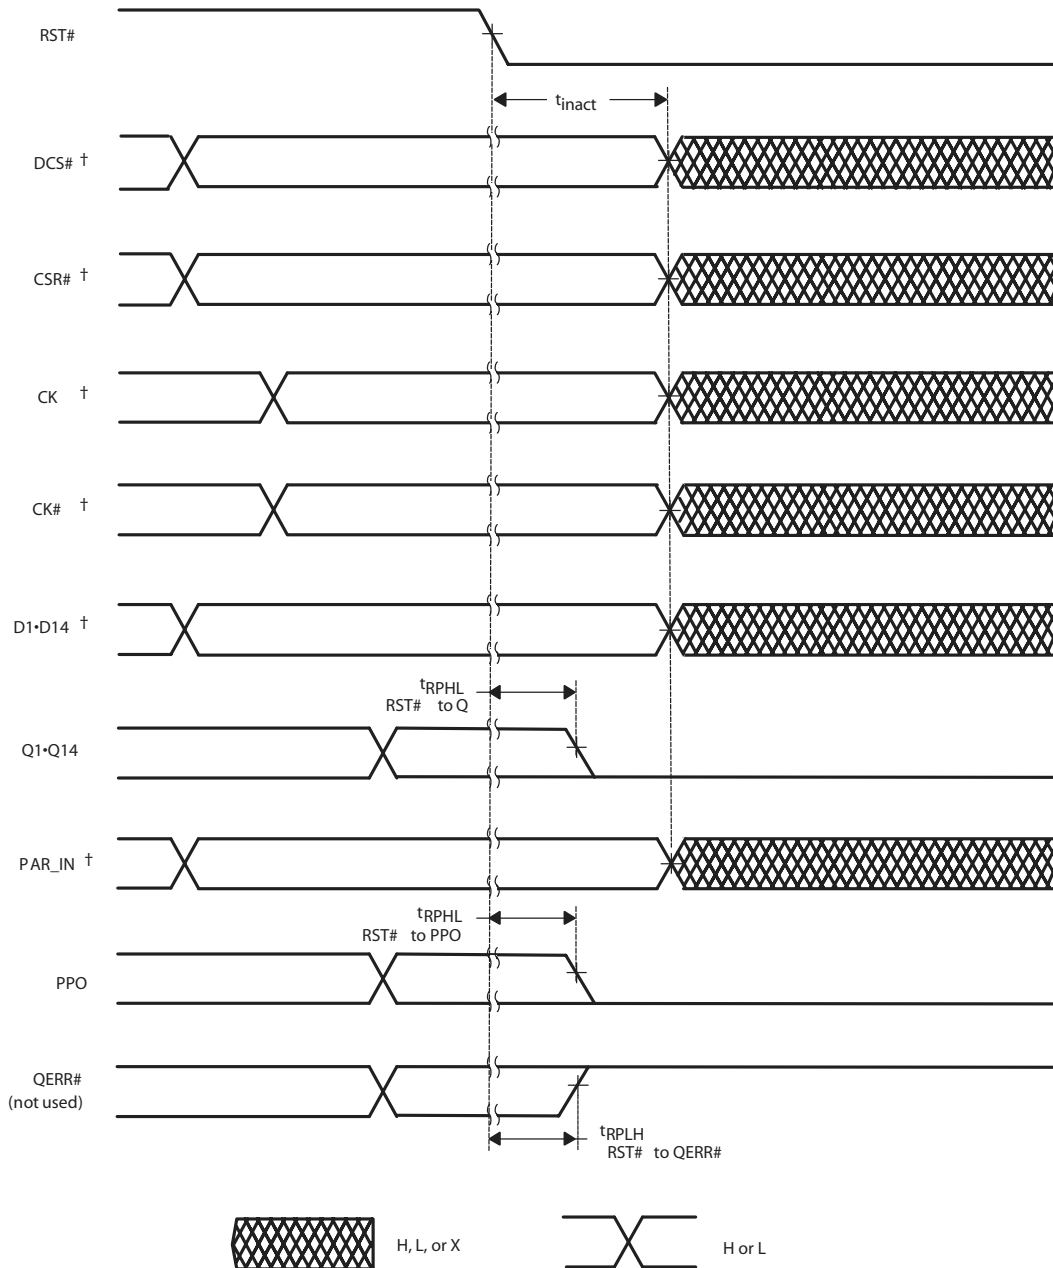 RST#
tinact
DCS# †
CSR# †
CK †
CK# †
D1•D14 †
tRPHL
RST# to Q
Q1•Q14
PAR_IN †
tRPHL
RST# to PPO
PPO
QERR#
(not used)
tRPLH
RST# to QERR#
H, L, or X
H or L